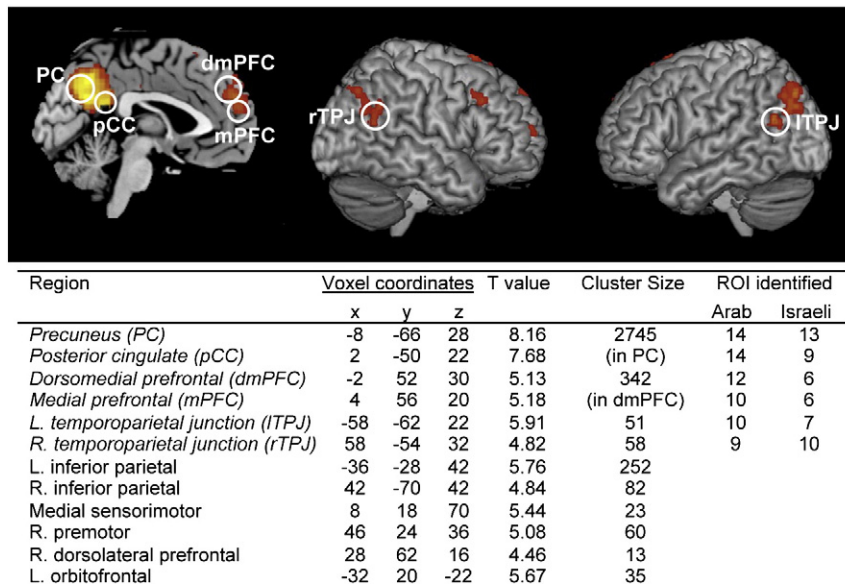 dmPFC
PC
pCC
mPFC
rTPJ
lTPJ
Region Voxel coordinates T value Cluster Size ROI identified
x y z Arab Israeli
Precuneus (PC) -8 -66 28 8.16 2745 14 13
Posterior cingulate (pCC) 2 -50 22 7.68 (in PC) 14 9
Dorsomedial prefrontal (dmPFC) -2 52 30 5.13 342 12 6
Medial prefrontal (mPFC) 4 56 20 5.18 (in dmPFC) 10 6
L. temporoparietal junction (lTPJ) -58 -62 22 5.91 51 10 7
R. temporoparietal junction (rTPJ) 58 -54 32 4.82 58 9 10
L. inferior parietal -36 -28 42 5.76 252
R. inferior parietal 42 -70 42 4.84 82
Medial sensorimotor 8 18 70 5.44 23
R. premotor 46 24 36 5.08 60
R. dorsolateral prefrontal 28 62 16 4.46 13
L. orbitofrontal -32 20 -22 5.67 35